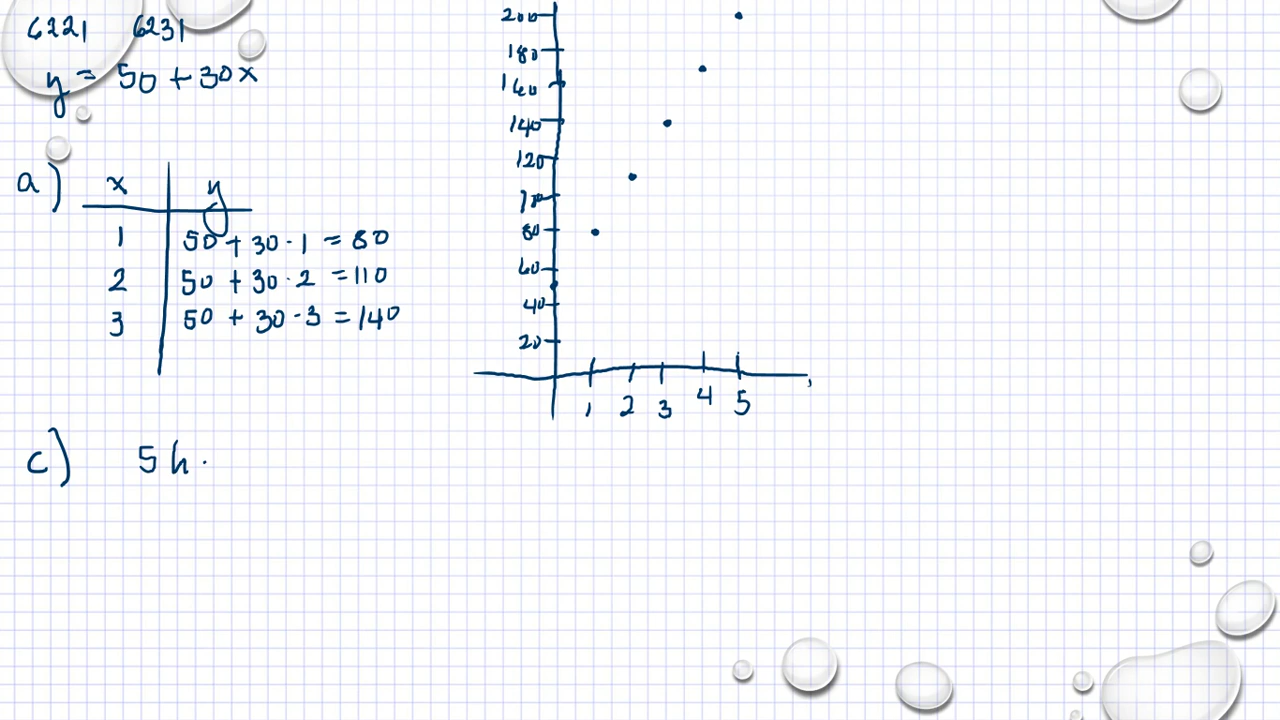 6221 6231
y = 50 + 30x
a)
x y
1 50 + 30 · 1 = 80
2 50 + 30 · 2 = 110
3 50 + 30 · 3 = 140
c) 5 h.
200
180
160
140
120
100
80
60
40
20
1 2 3 4 5